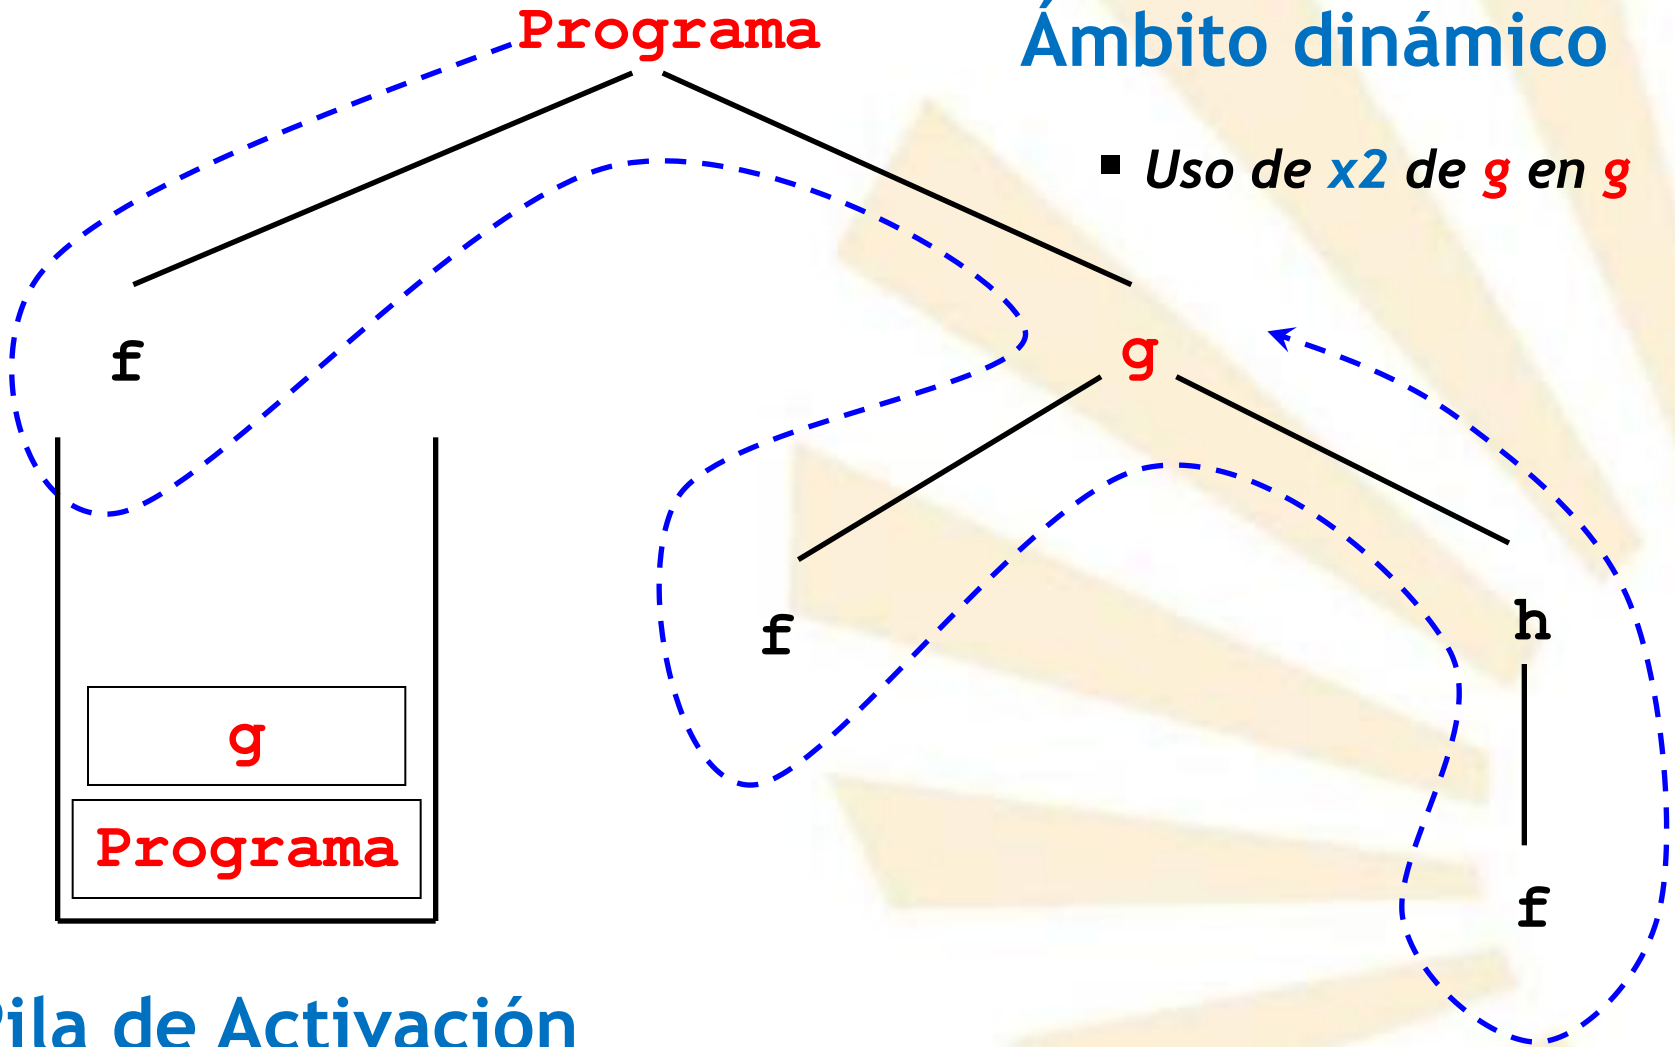 Programa
Ámbito dinámico
Uso de x2 de g en g
f
g
f
h
g
Programa
f
Pila de Activación